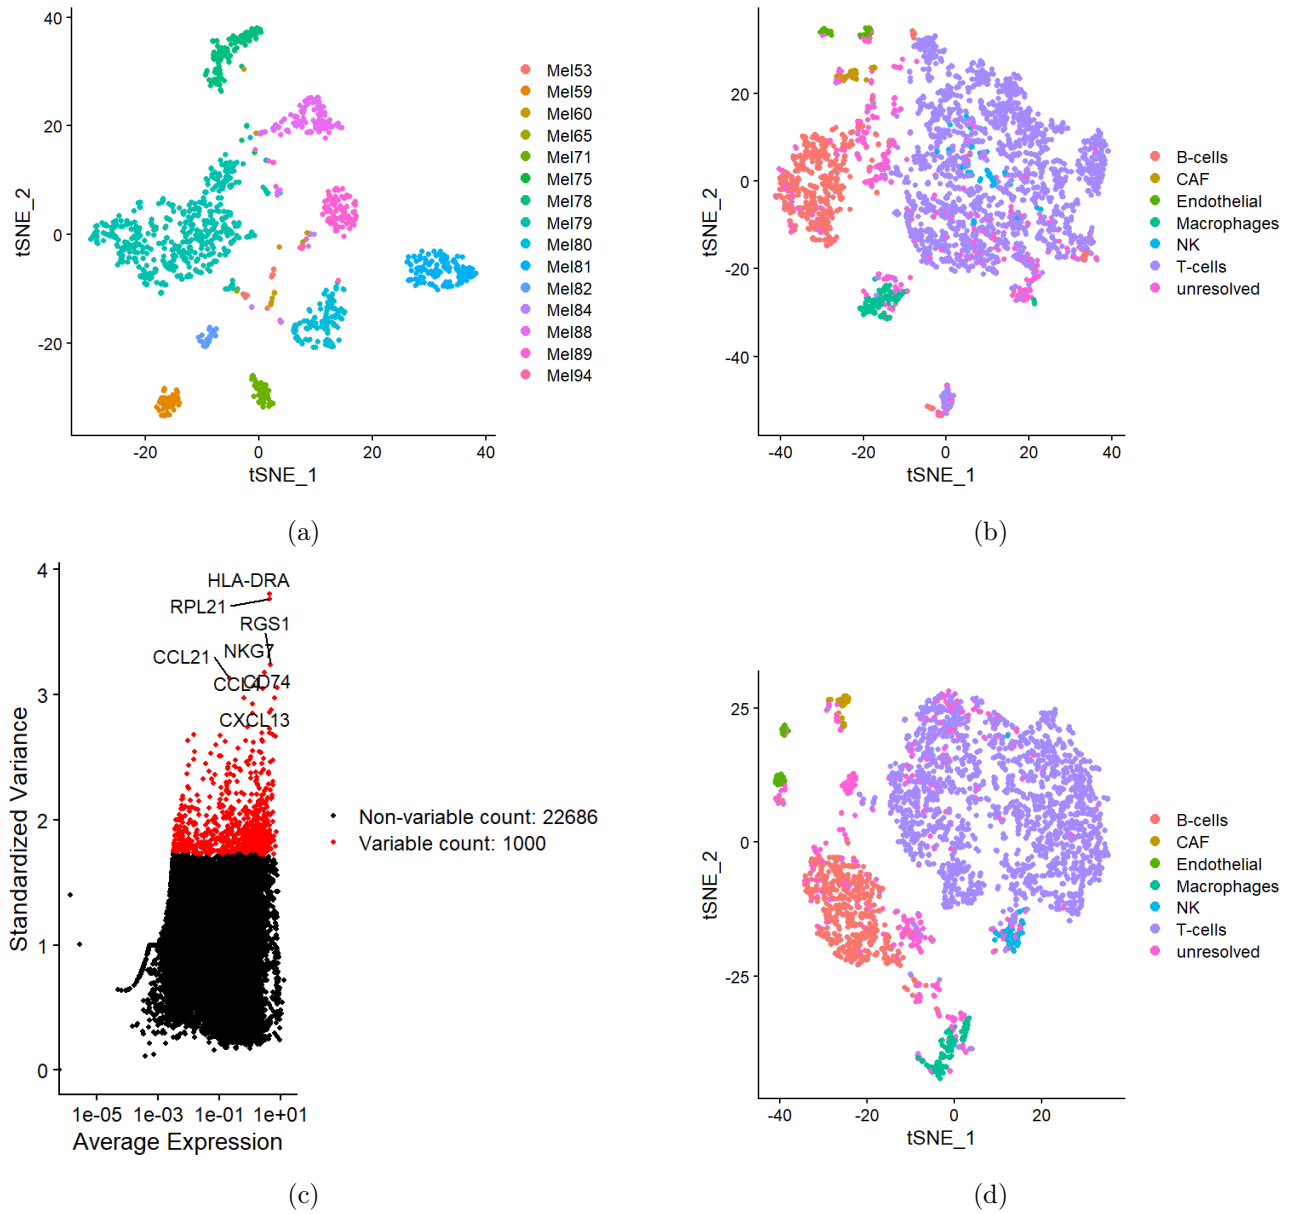 40
20
0
-20
tSNE_2
-20
0
20
40
tSNE_1
Mel53
Mel59
Mel60
Mel65
Mel71
Mel75
Mel78
Mel79
Mel80
Mel81
Mel82
Mel84
Mel88
Mel89
Mel94
(a)
20
0
-20
-40
tSNE_2
-40
-20
0
20
40
tSNE_1
B-cells
CAF
Endothelial
Macrophages
NK
T-cells
unresolved
(b)
4
3
2
1
0
Standardized Variance
HLA-DRA
RPL21
RGS1
NKG7
CCL21
CCL4
CD74
CXCL13
1e-05
1e-03
1e-01
1e+01
Average Expression
Non-variable count: 22686
Variable count: 1000
(c)
25
0
-25
tSNE_2
-40
-20
0
20
tSNE_1
B-cells
CAF
Endothelial
Macrophages
NK
T-cells
unresolved
(d)